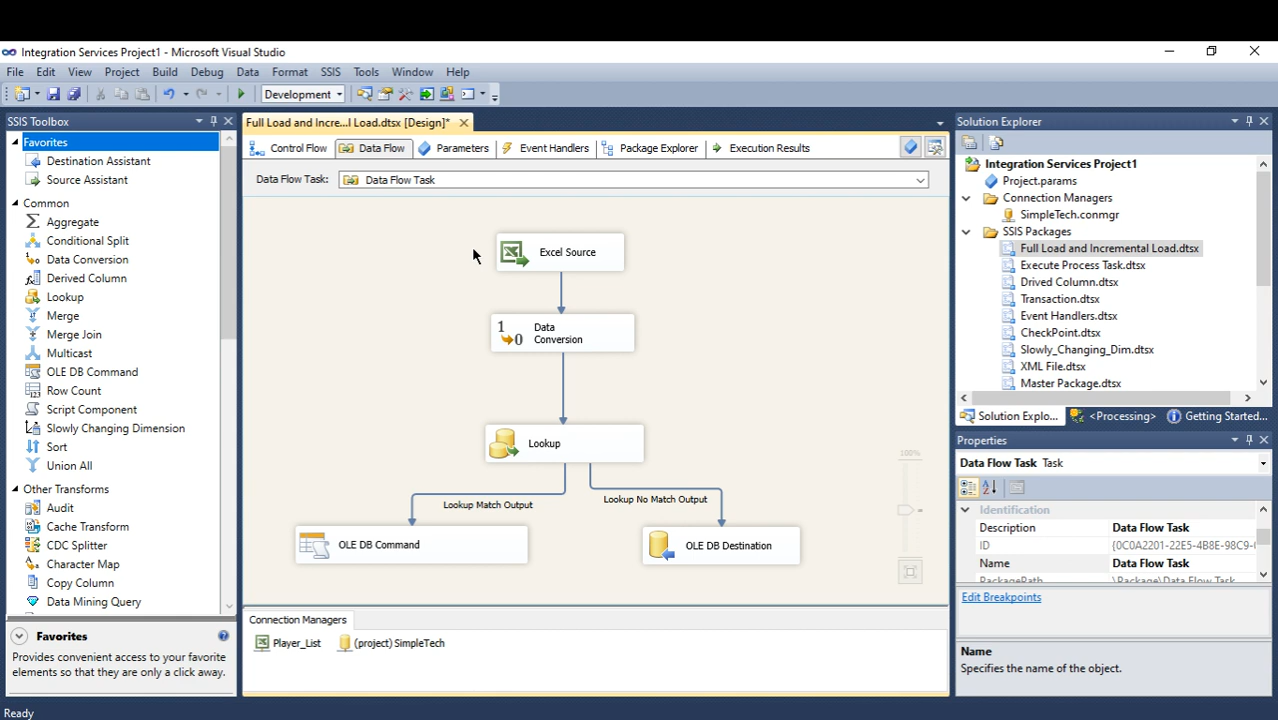 Integration Services Project1 - Microsoft Visual Studio
File Edit View Project Build Debug Data Format SSIS Tools Window Help
Development
SSIS Toolbox
Favorites
Destination Assistant
Source Assistant
Common
Aggregate
Conditional Split
Data Conversion
Derived Column
Lookup
Merge
Merge Join
Multicast
OLE DB Command
Row Count
Script Component
Slowly Changing Dimension
Sort
Union All
Other Transforms
Audit
Cache Transform
CDC Splitter
Character Map
Copy Column
Data Mining Query
Favorites
Provides convenient access to your favorite
elements so that they are only a click away.
Full Load and Incre...l Load.dtsx [Design]*
Control Flow Data Flow Parameters Event Handlers Package Explorer Execution Results
Data Flow Task: Data Flow Task
Excel Source
1 0 Data
Conversion
Lookup
Lookup Match Output
Lookup No Match Output
OLE DB Command
OLE DB Destination
100%
Connection Managers
Player_List (project) SimpleTech
Solution Explorer
Integration Services Project1
Project.params
Connection Managers
SimpleTech.conmgr
SSIS Packages
Full Load and Incremental Load.dtsx
Execute Process Task.dtsx
Drived Column.dtsx
Transaction.dtsx
Event Handlers.dtsx
CheckPoint.dtsx
Slowly_Changing_Dim.dtsx
XML File.dtsx
Master Package.dtsx
Solution Explo... <Processing> Getting Started...
Properties
Data Flow Task Task
Identification
Description Data Flow Task
ID {0C0A2201-22E5-4B8E-98C9-
Name Data Flow Task
PackagePath \Package\Data Flow Task
Edit Breakpoints
Name
Specifies the name of the object.
Ready